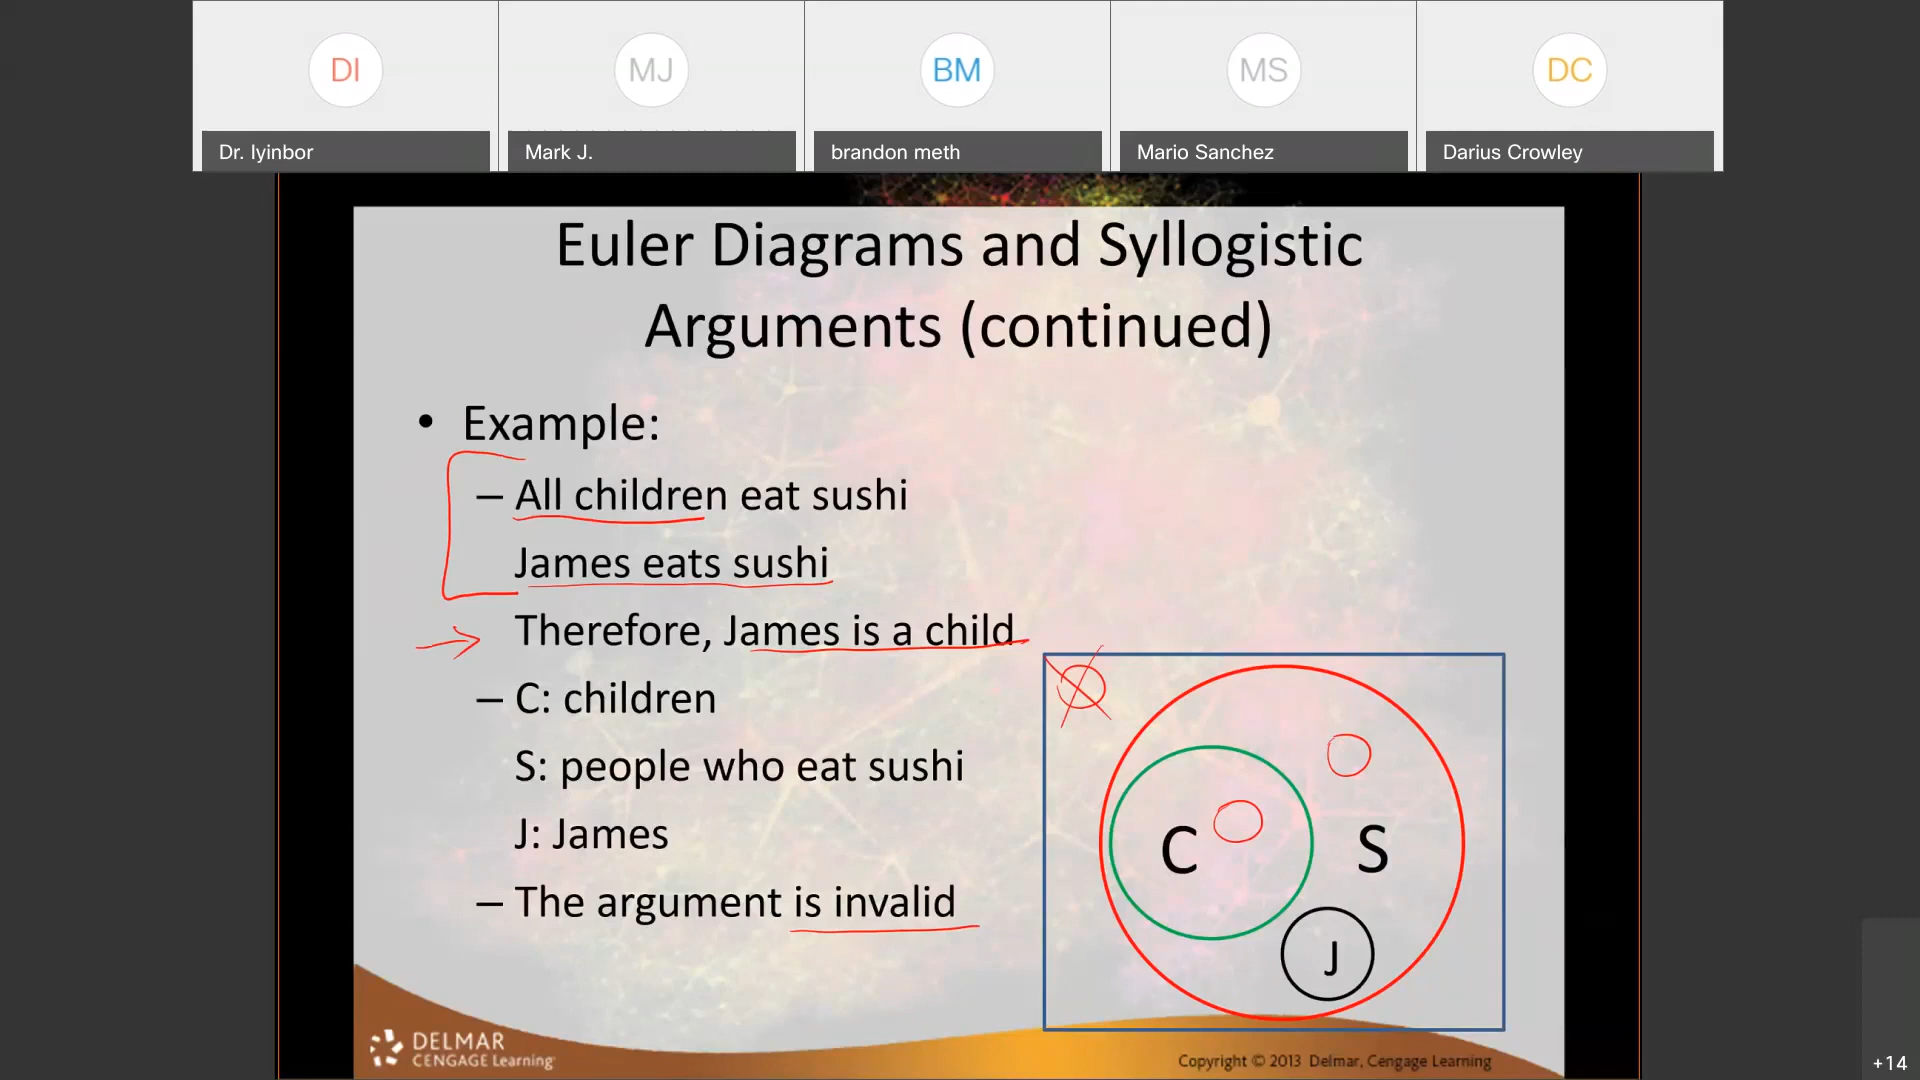 DI
MJ
BM
MS
DC
Dr. Iyinbor
Mark J.
brandon meth
Mario Sanchez
Darius Crowley
Euler Diagrams and Syllogistic
Arguments (continued)
• Example:
– All children eat sushi
James eats sushi
Therefore, James is a child
– C: children
S: people who eat sushi
J: James
– The argument is invalid
C
S
J
DELMAR
CENGAGE Learning
Copyright © 2013 Delmar, Cengage Learning
+14